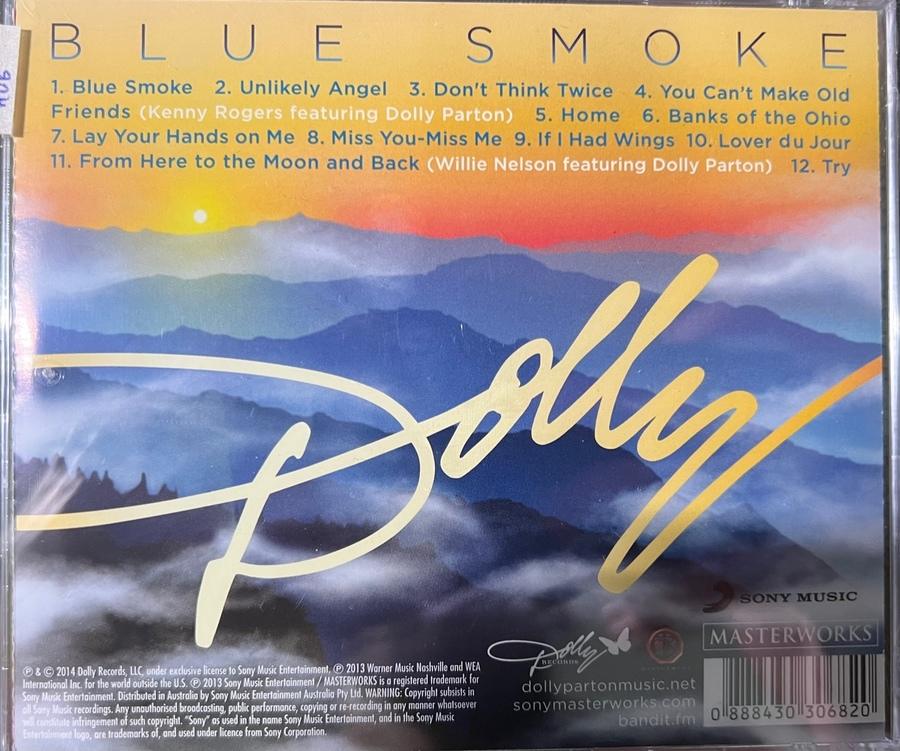 BLUE SMOKE
1. Blue Smoke 2. Unlikely Angel 3. Don't Think Twice 4. You Can't Make Old
Friends (Kenny Rogers featuring Dolly Parton) 5. Home 6. Banks of the Ohio
7. Lay Your Hands on Me 8. Miss You-Miss Me 9. If I Had Wings 10. Lover du Jour
11. From Here to the Moon and Back (Willie Nelson featuring Dolly Parton) 12. Try
Dolly
SONY MUSIC
MASTERWORKS
Dolly
RECORDS
dollypartonmusic.net
sonymasterworks.com
bandit.fm
0 888430 306820
℗ & © 2014 Dolly Records, LLC, under exclusive license to Sony Music Entertainment. ℗ 2013 Warner Music Nashville and WEA
International Inc. for the world outside the U.S. ℗ 2013 Sony Music Entertainment / MASTERWORKS is a registered trademark for
Sony Music Entertainment. Distributed in Australia by Sony Music Entertainment Australia Pty Ltd. WARNING: Copyright subsists in
all Sony Music recordings. Any unauthorised broadcasting, public performance, copying or re-recording in any manner whatsoever
will constitute infringement of such copyright. "Sony" as used in the name Sony Music Entertainment, and in the Sony Music
Entertainment logo, are trademarks of, and used under licence from Sony Corporation.